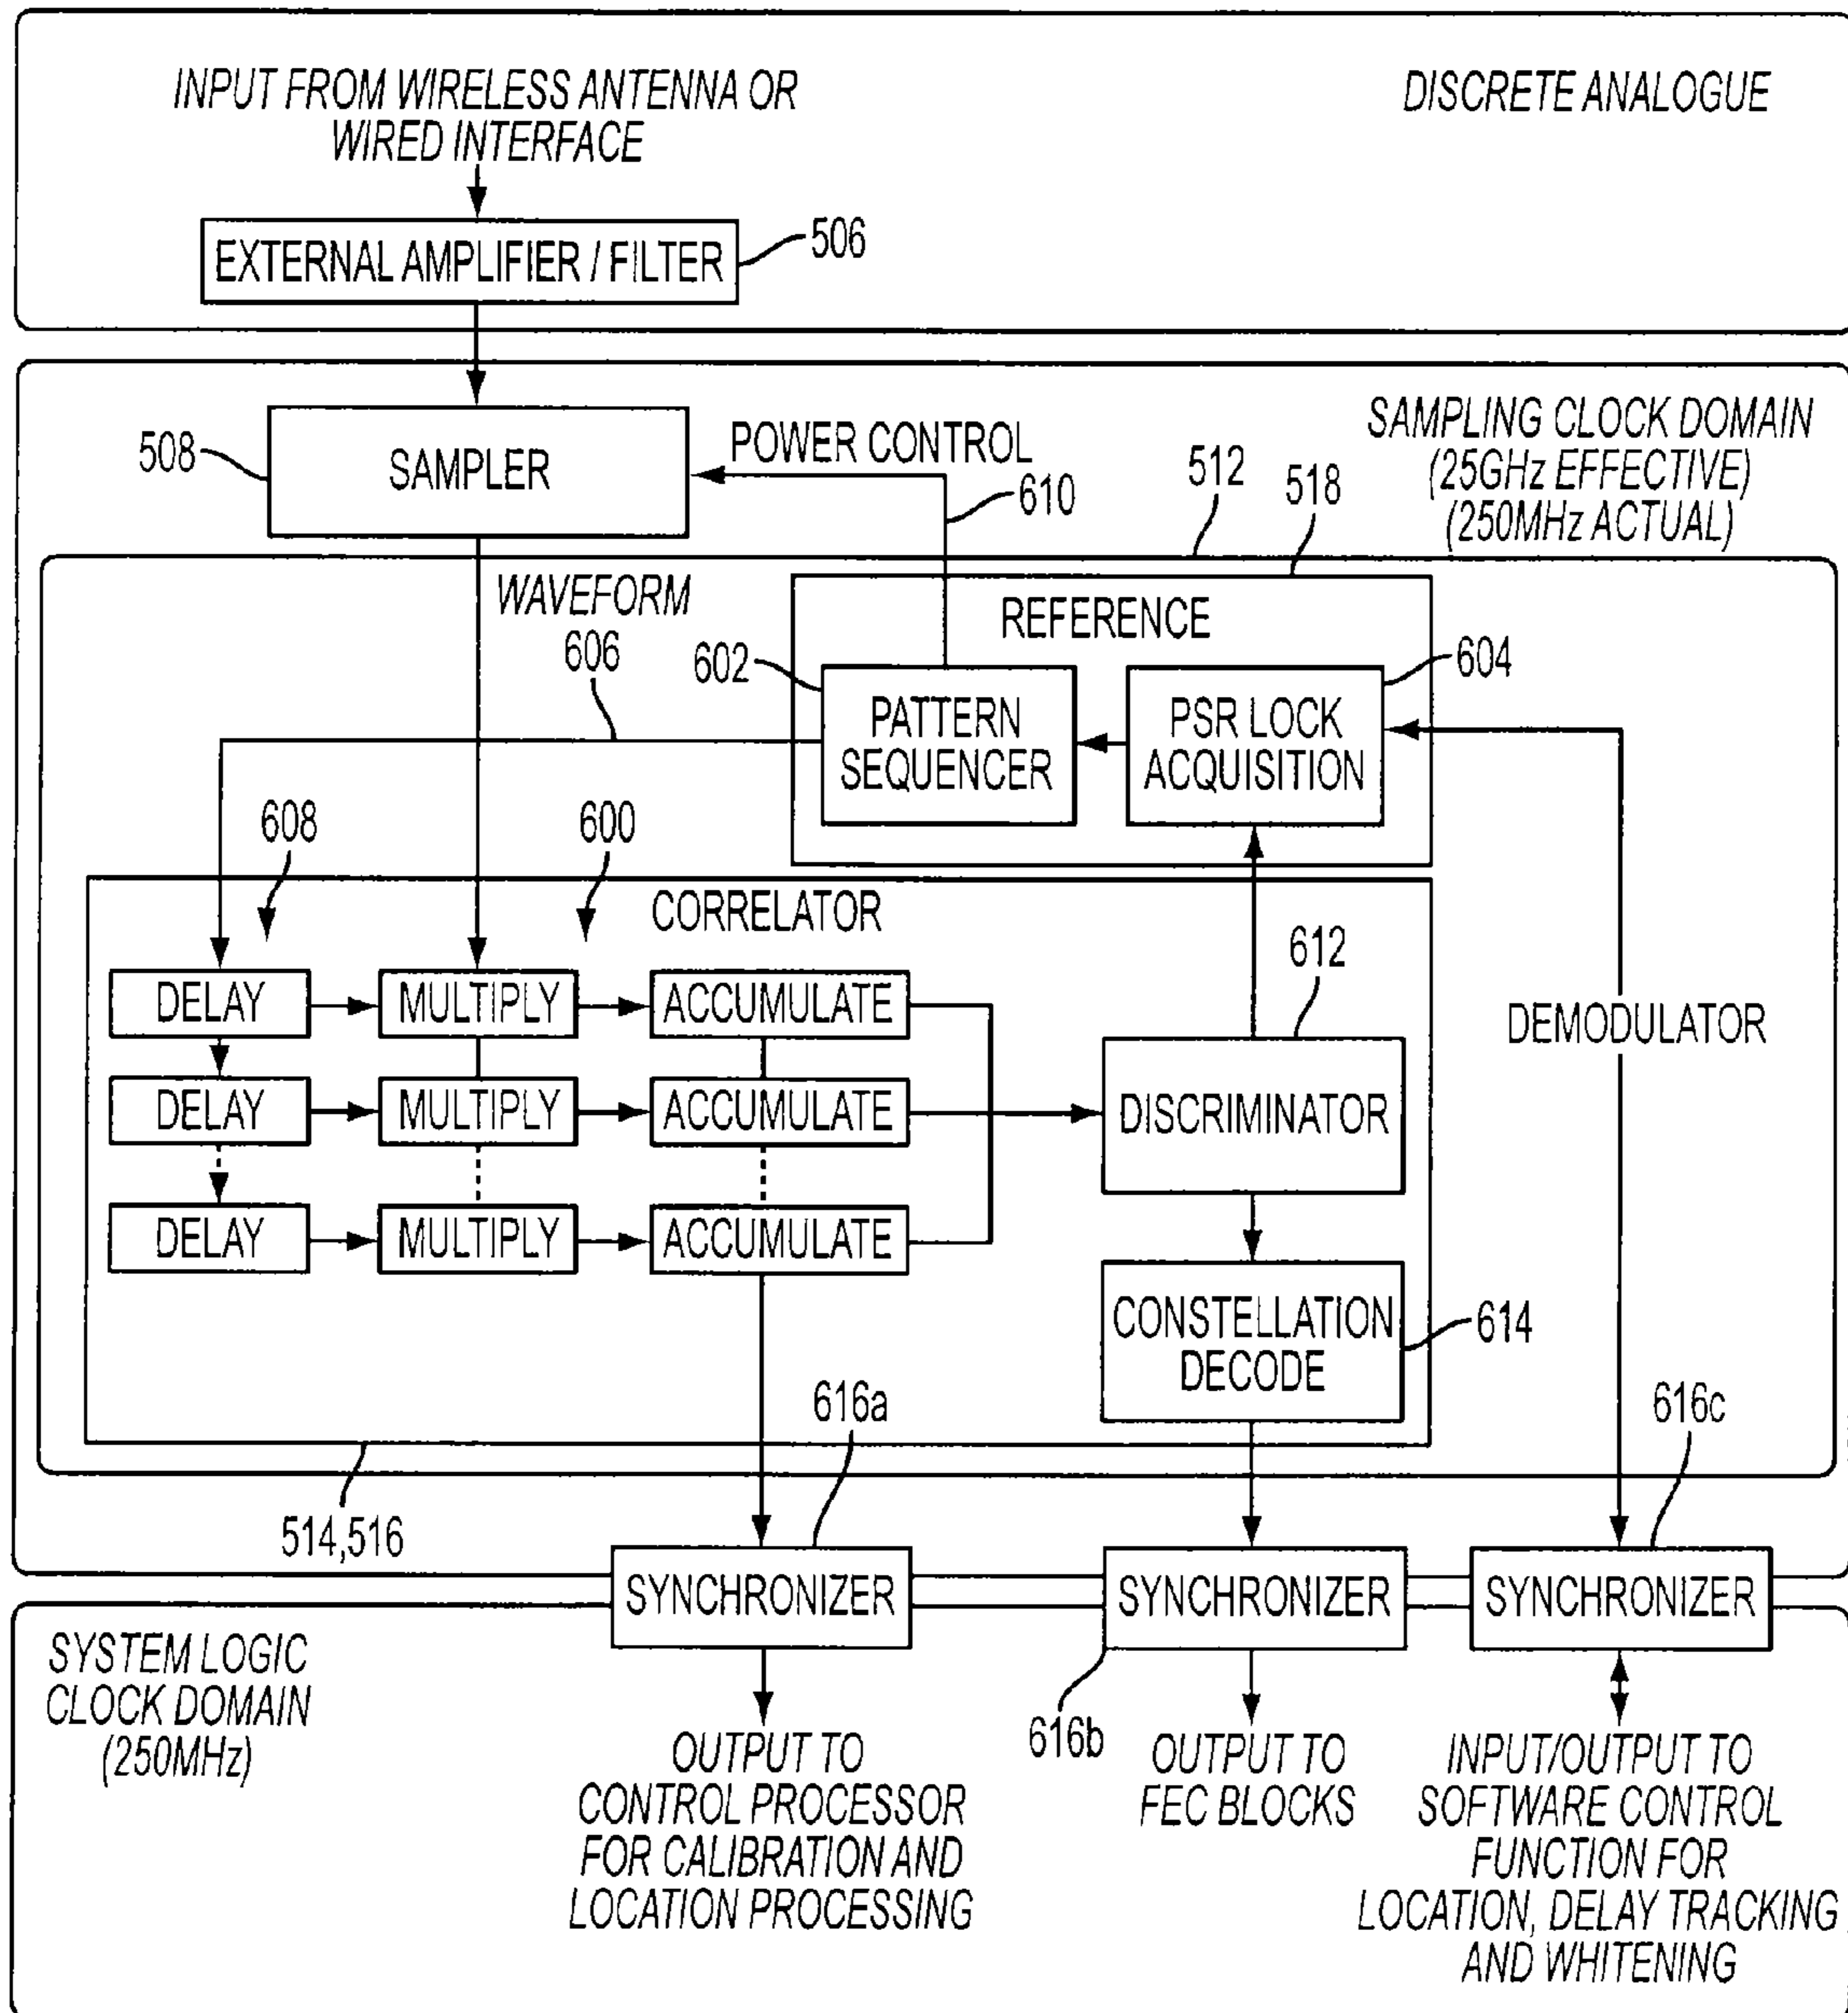 INPUT FROM WIRELESS ANTENNA OR
WIRED INTERFACE
DISCRETE ANALOGUE
EXTERNAL AMPLIFIER / FILTER
506
508
SAMPLER
POWER CONTROL
610
SAMPLING CLOCK DOMAIN
(25GHz EFFECTIVE)
(250MHz ACTUAL)
512
518
WAVEFORM
606
REFERENCE
602
PATTERN
SEQUENCER
PSR LOCK
ACQUISITION
604
608
600
CORRELATOR
612
DELAY
MULTIPLY
ACCUMULATE
DEMODULATOR
DELAY
MULTIPLY
ACCUMULATE
DISCRIMINATOR
DELAY
MULTIPLY
ACCUMULATE
CONSTELLATION
DECODE
614
616a
616c
514,516
SYNCHRONIZER
SYNCHRONIZER
SYNCHRONIZER
616b
SYSTEM LOGIC
CLOCK DOMAIN
(250MHz)
OUTPUT TO
CONTROL PROCESSOR
FOR CALIBRATION AND
LOCATION PROCESSING
OUTPUT TO
FEC BLOCKS
INPUT/OUTPUT TO
SOFTWARE CONTROL
FUNCTION FOR
LOCATION, DELAY TRACKING
AND WHITENING